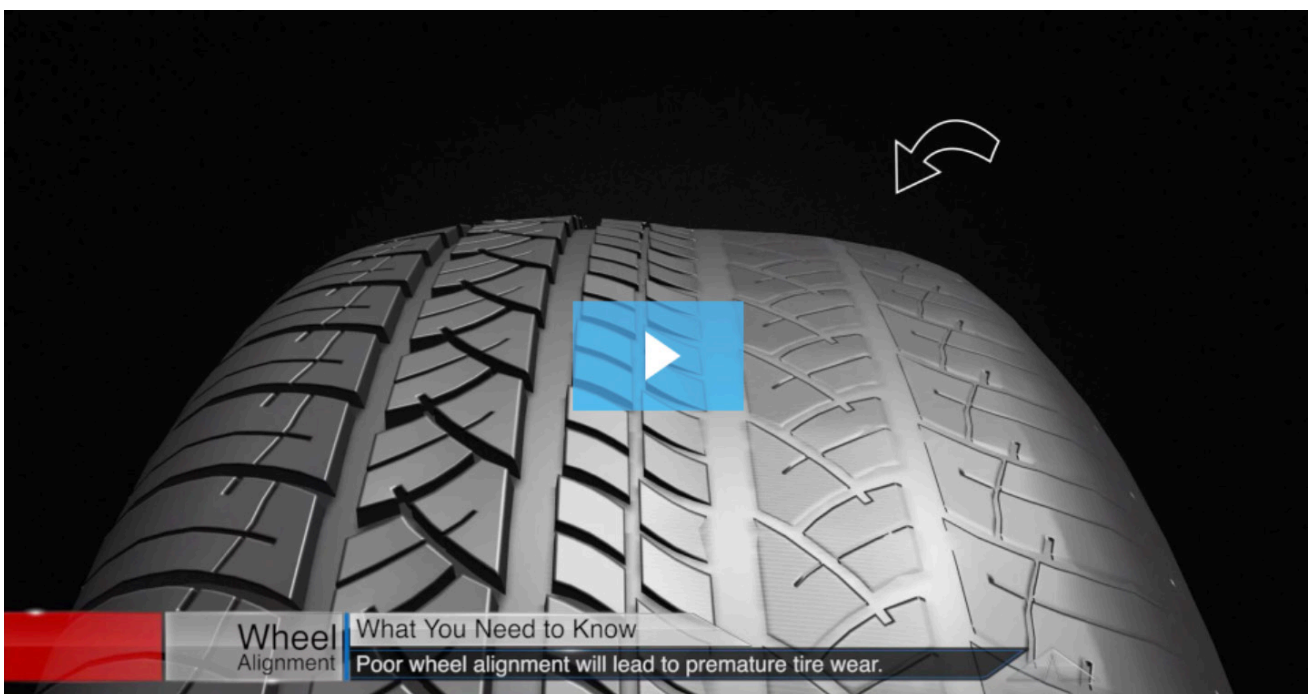 Wheel
Alignment
What You Need to Know
Poor wheel alignment will lead to premature tire wear.